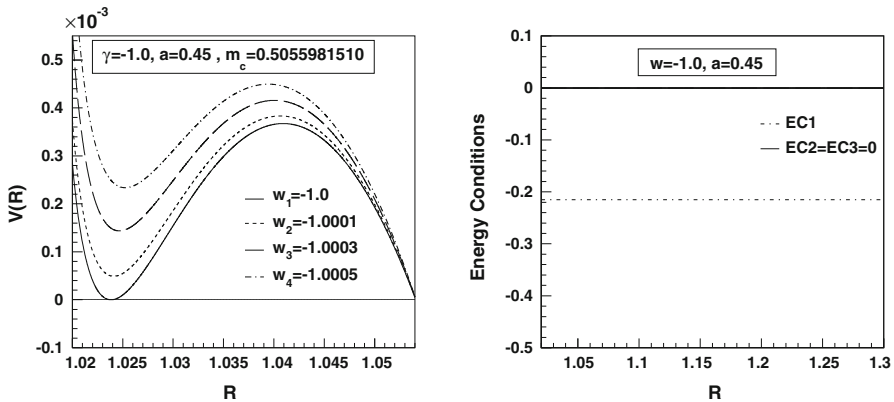 ×10⁻³
γ=-1.0, a=0.45 , m_c=0.5055981510
0.5
0.4
0.3
0.2
0.1
0
-0.1
V(R)
w₁=-1.0
w₂=-1.0001
w₃=-1.0003
w₄=-1.0005
1.02 1.025 1.03 1.035 1.04 1.045 1.05
R
w=-1.0, a=0.45
0.1
0
-0.1
-0.2
-0.3
-0.4
-0.5
Energy Conditions
EC1
EC2=EC3=0
1.05 1.1 1.15 1.2 1.25 1.3
R